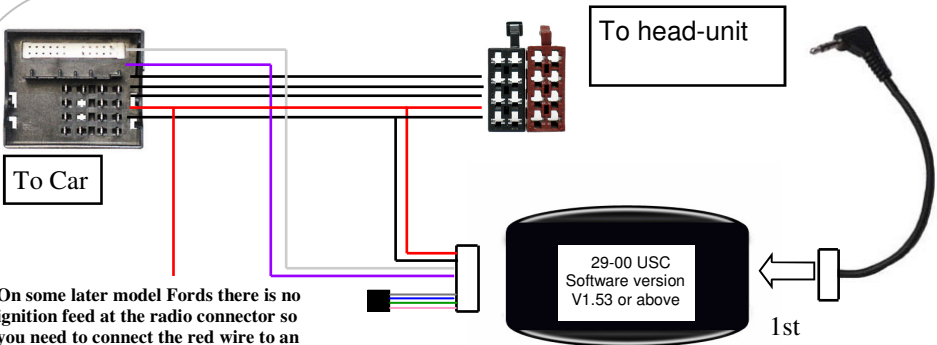 To head-unit
To Car
29-00 USC
Software version
V1.53 or above
1st
On some later model Fords there is no
ignition feed at the radio connector so
you need to connect the red wire to an